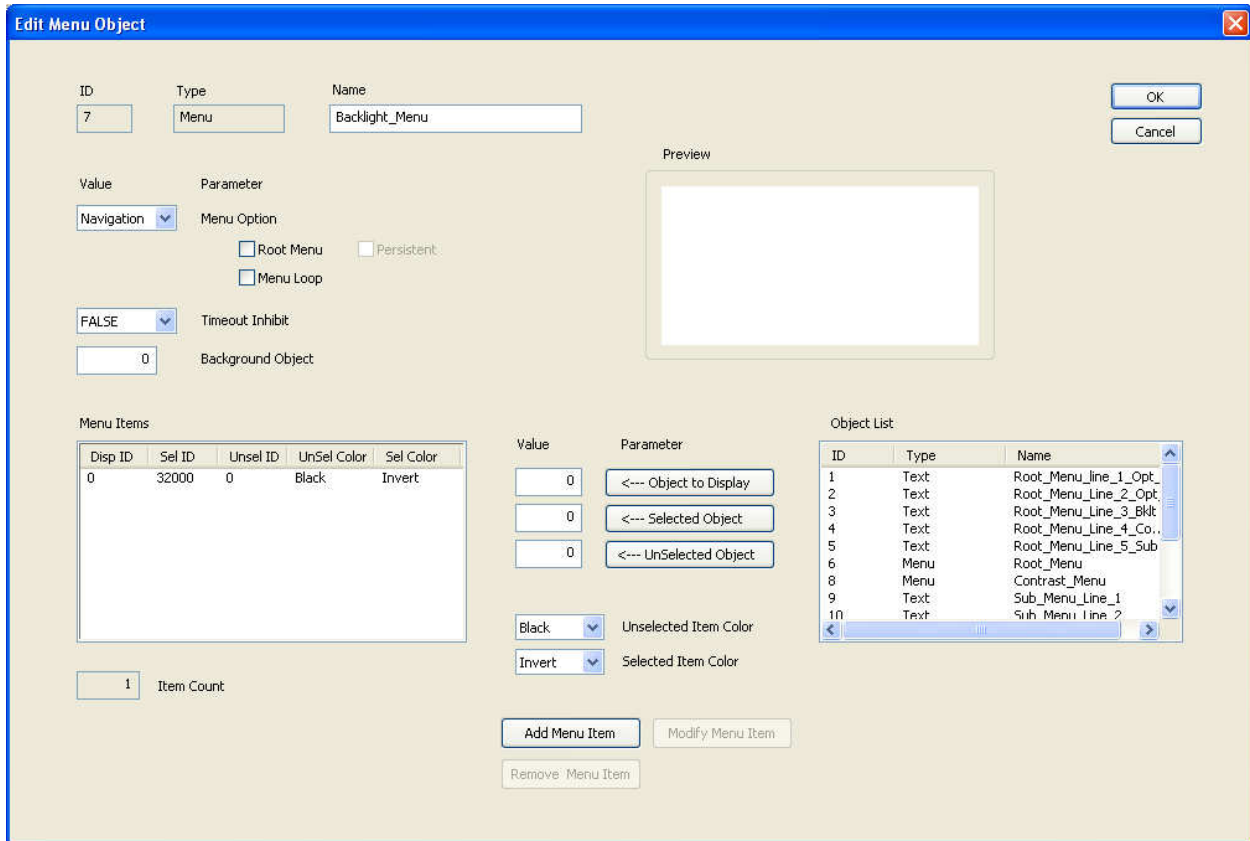 Edit Menu Object
ID Type Name
7 Menu Backlight_Menu
OK
Cancel
Preview
Value Parameter
Navigation Menu Option
Root Menu Persistent
Menu Loop
FALSE Timeout Inhibit
0 Background Object
Menu Items
Disp ID Sel ID Unsel ID UnSel Color Sel Color
0 32000 0 Black Invert
1 Item Count
Value Parameter
0 <--- Object to Display
0 <--- Selected Object
0 <--- UnSelected Object
Black Unselected Item Color
Invert Selected Item Color
Add Menu Item Modify Menu Item
Remove Menu Item
Object List
ID Type Name
1 Text Root_Menu_line_1_Opt_
2 Text Root_Menu_Line_2_Opt_
3 Text Root_Menu_Line_3_Bklt
4 Text Root_Menu_Line_4_Co...
5 Text Root_Menu_Line_5_Sub
6 Menu Root_Menu
8 Menu Contrast_Menu
9 Text Sub_Menu_Line_1
10 Text Sub_Menu_Line_2